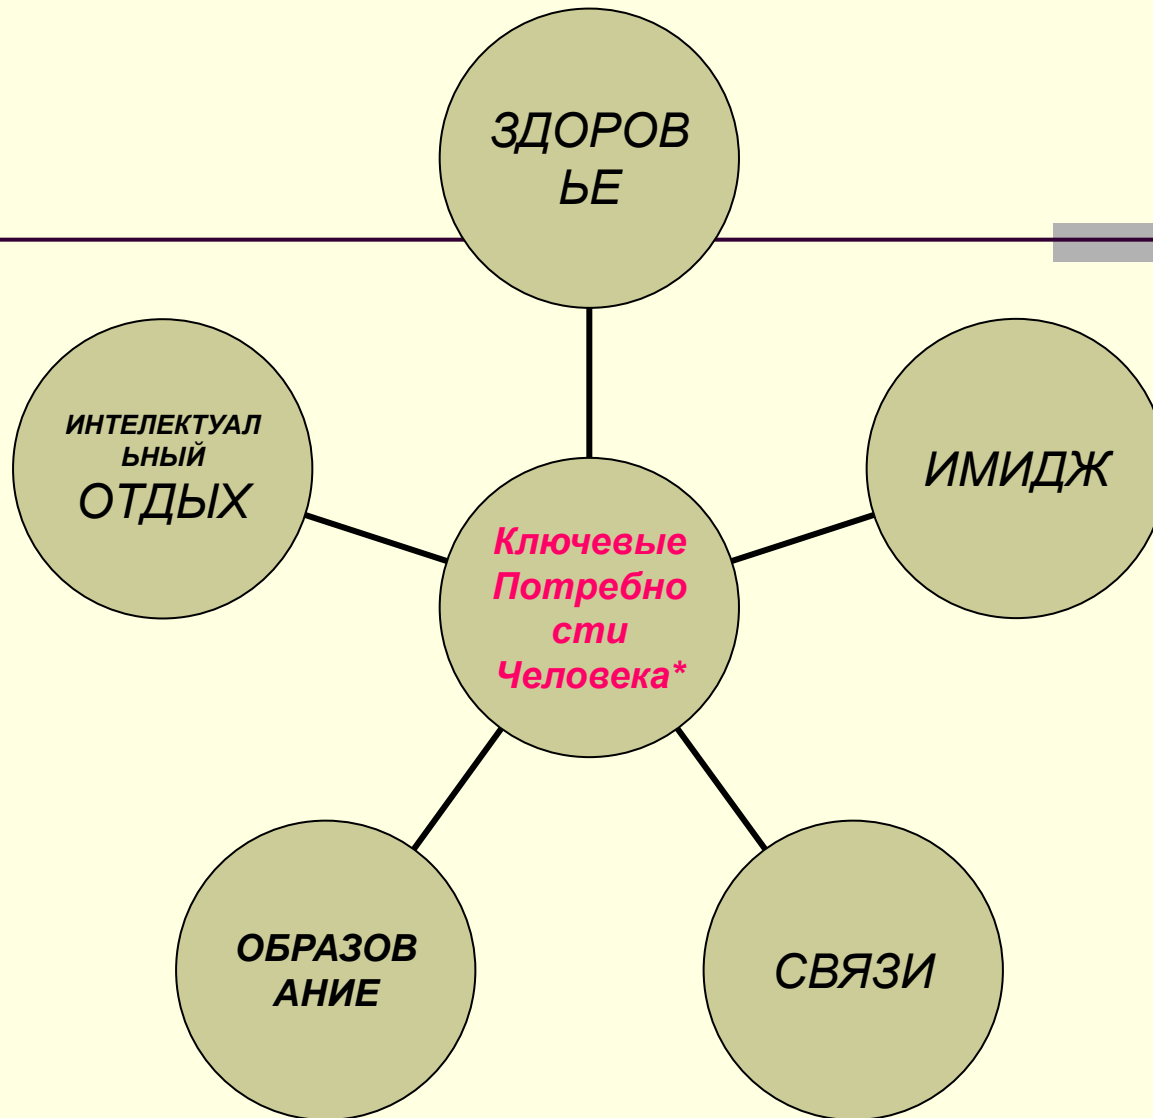 ЗДОРОВ
ЬЕ
ИНТЕЛЕКТУАЛ
ЬНЫЙ
ОТДЫХ
ИМИДЖ
Ключевые
Потребно
сти
Человека*
ОБРАЗОВ
АНИЕ
СВЯЗИ